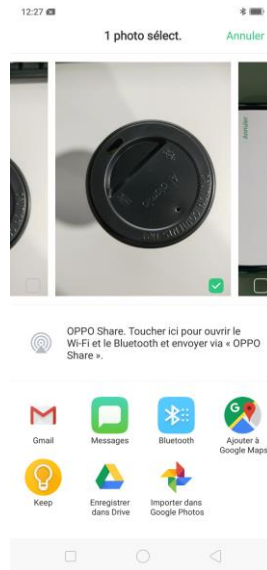 12:27
1 photo sélect.
Annuler
Annuler
OPPO Share. Toucher ici pour ouvrir le
Wi-Fi et le Bluetooth et envoyer via « OPPO
Share ».
Gmail
Messages
Bluetooth
Ajouter à
Google Maps
Keep
Enregistrer
dans Drive
Importer dans
Google Photos